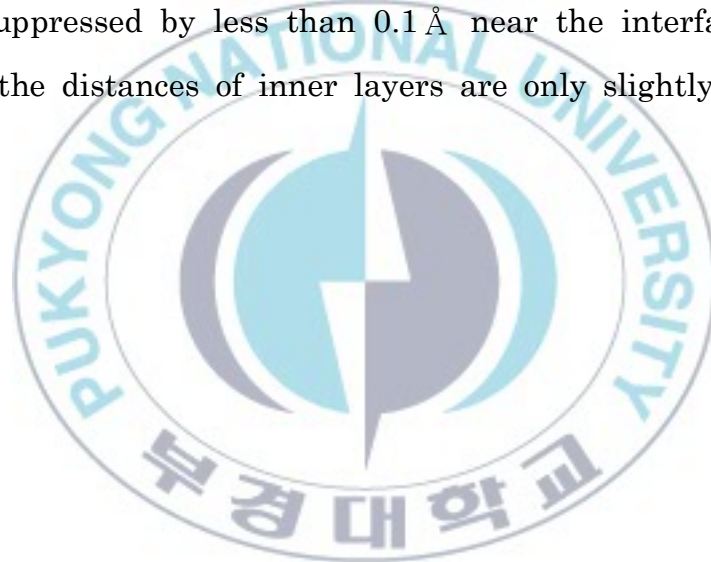 uppressed by less than 0.1 Å near the interfa
the distances of inner layers are only slightly
PUKYONG NATIONAL UNIVERSITY
부경대학교